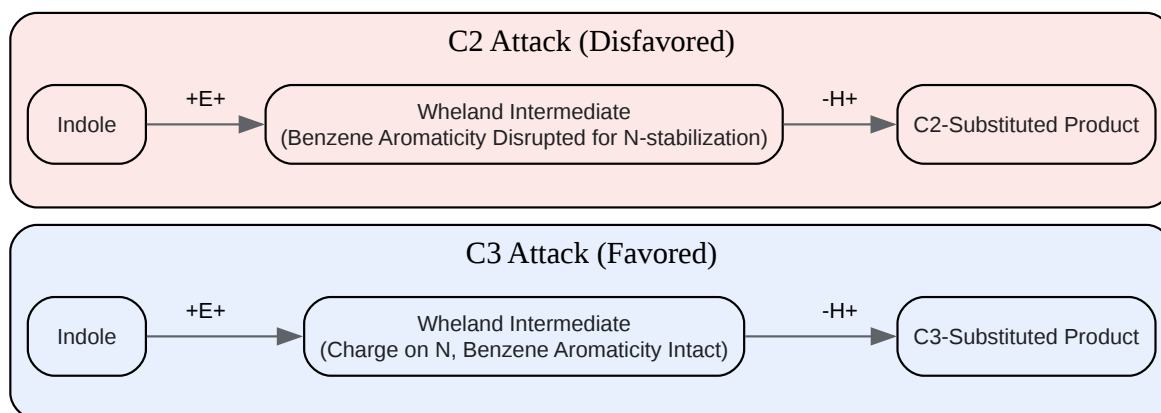 C2 Attack (Disfavored)
Indole
+E+
Wheland Intermediate
(Benzene Aromaticity Disrupted for N-stabilization)
-H+
C2-Substituted Product
C3 Attack (Favored)
Indole
+E+
Wheland Intermediate
(Charge on N, Benzene Aromaticity Intact)
-H+
C3-Substituted Product